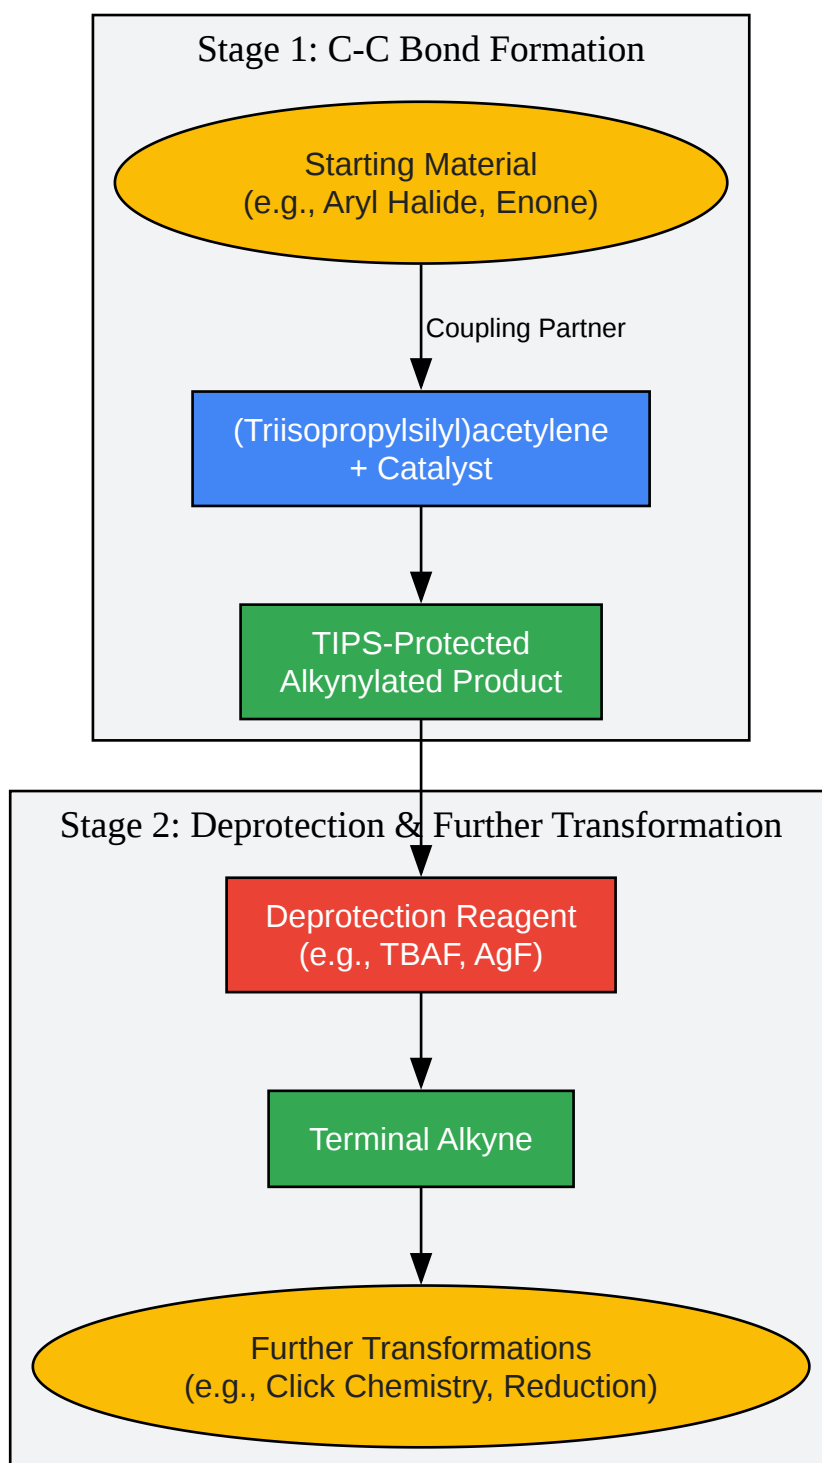 Stage 1: C-C Bond Formation
Starting Material
(e.g., Aryl Halide, Enone)
Coupling Partner
(Triisopropylsilyl)acetylene
+ Catalyst
TIPS-Protected
Alkynylated Product
Stage 2: Deprotection & Further Transformation
Deprotection Reagent
(e.g., TBAF, AgF)
Terminal Alkyne
Further Transformations
(e.g., Click Chemistry, Reduction)